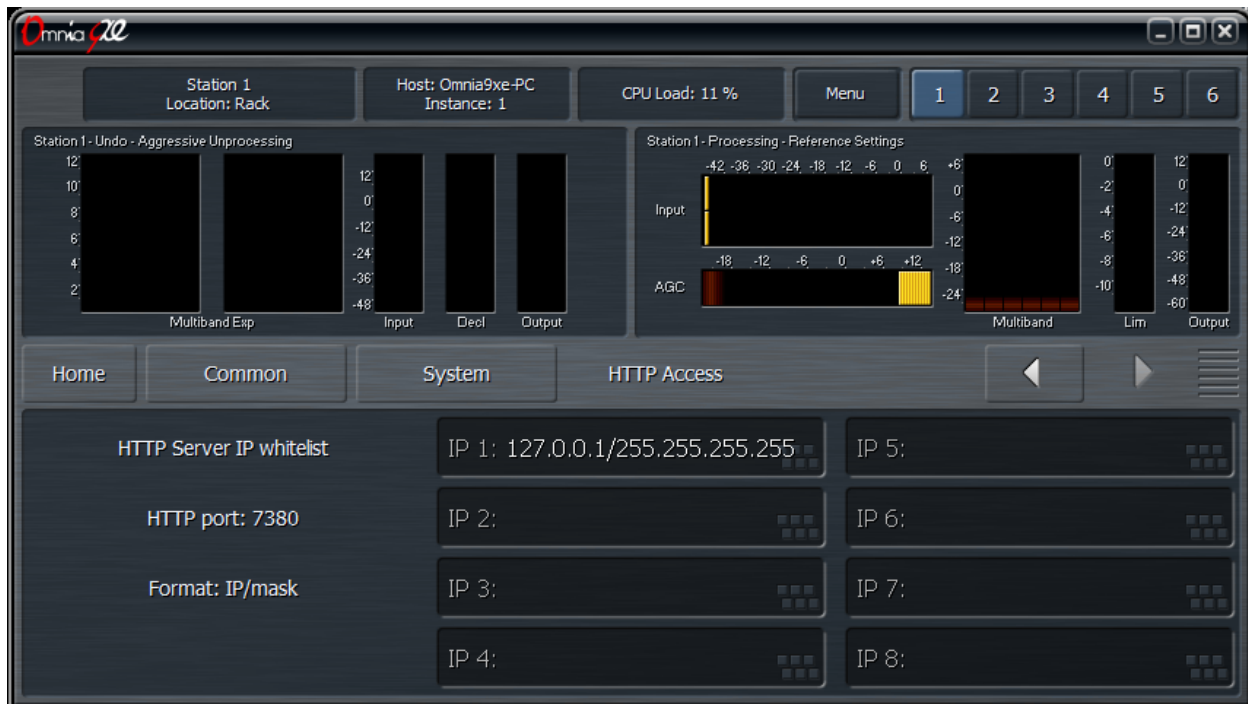 Omnia 9XE
Station 1
Location: Rack
Host: Omnia9xe-PC
Instance: 1
CPU Load: 11 %
Menu
1 2 3 4 5 6
Station 1 - Undo - Aggressive Unprocessing
12
10
8
6
4
2
Multiband Exp
12
0
-12
-24
-36
-48
Input Decl Output
Station 1 - Processing - Reference Settings
-42 -36 -30 -24 -18 -12 -6 0 6
Input
-18 -12 -6 0 +6 +12
AGC
+6
0
-6
-12
-18
-24
Multiband
0
-2
-4
-6
-8
-10
Lim
12
0
-12
-24
-36
-48
-60
Output
Home Common System HTTP Access
HTTP Server IP whitelist
HTTP port: 7380
Format: IP/mask
IP 1: 127.0.0.1/255.255.255.255
IP 2:
IP 3:
IP 4:
IP 5:
IP 6:
IP 7:
IP 8: